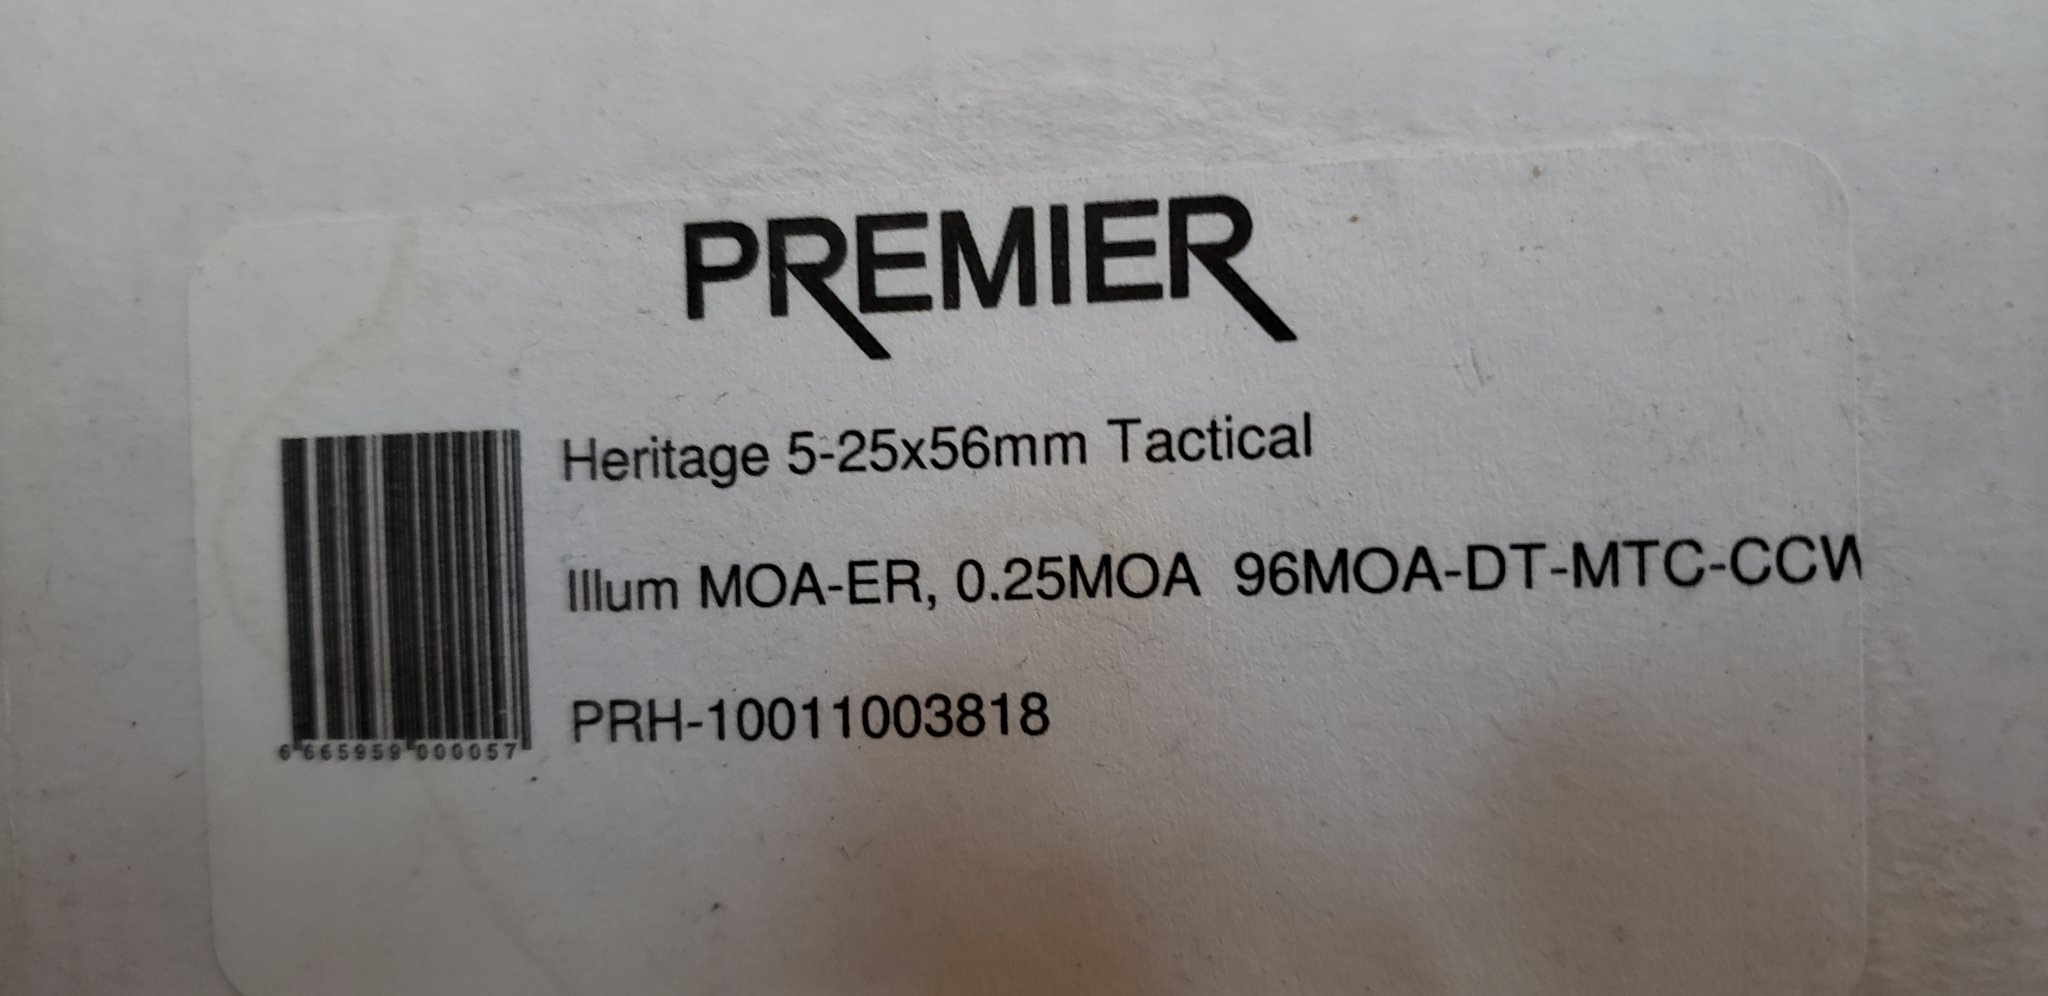 PREMIER
Heritage 5-25x56mm Tactical
Illum MOA-ER, 0.25MOA 96MOA-DT-MTC-CCW
PRH-10011003818
6 665959 000057